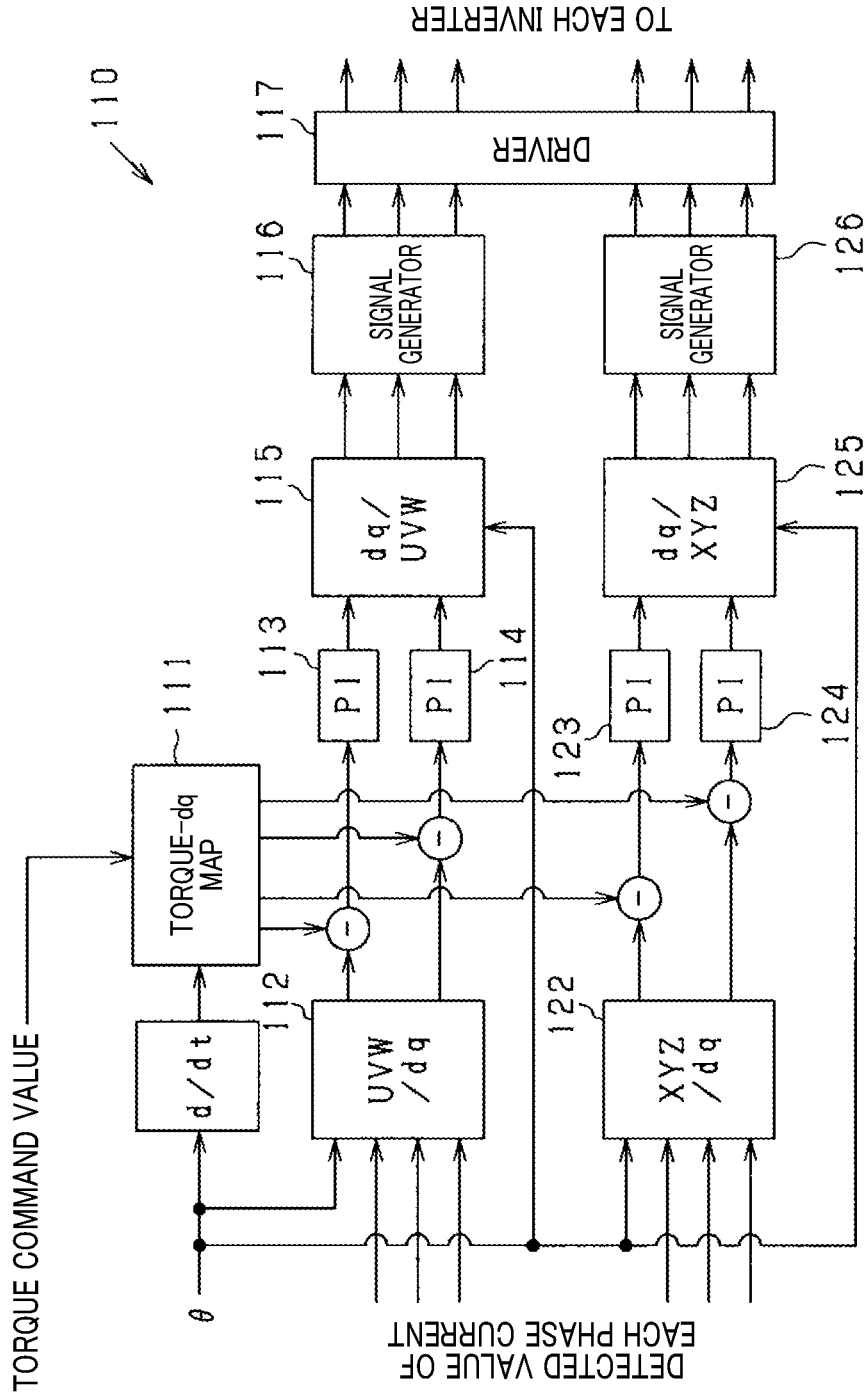 TORQUE COMMAND VALUE
110
θ
d/dt
111
TORQUE-dq
MAP
112
UVW
/dq
113
PI
114
PI
115
dq/
UVW
116
SIGNAL
GENERATOR
117
DRIVER
TO EACH INVERTER
DETECTED VALUE OF
EACH PHASE CURRENT
122
XYZ
/dq
123
PI
124
PI
125
dq/
XYZ
126
SIGNAL
GENERATOR
-
-
-
-